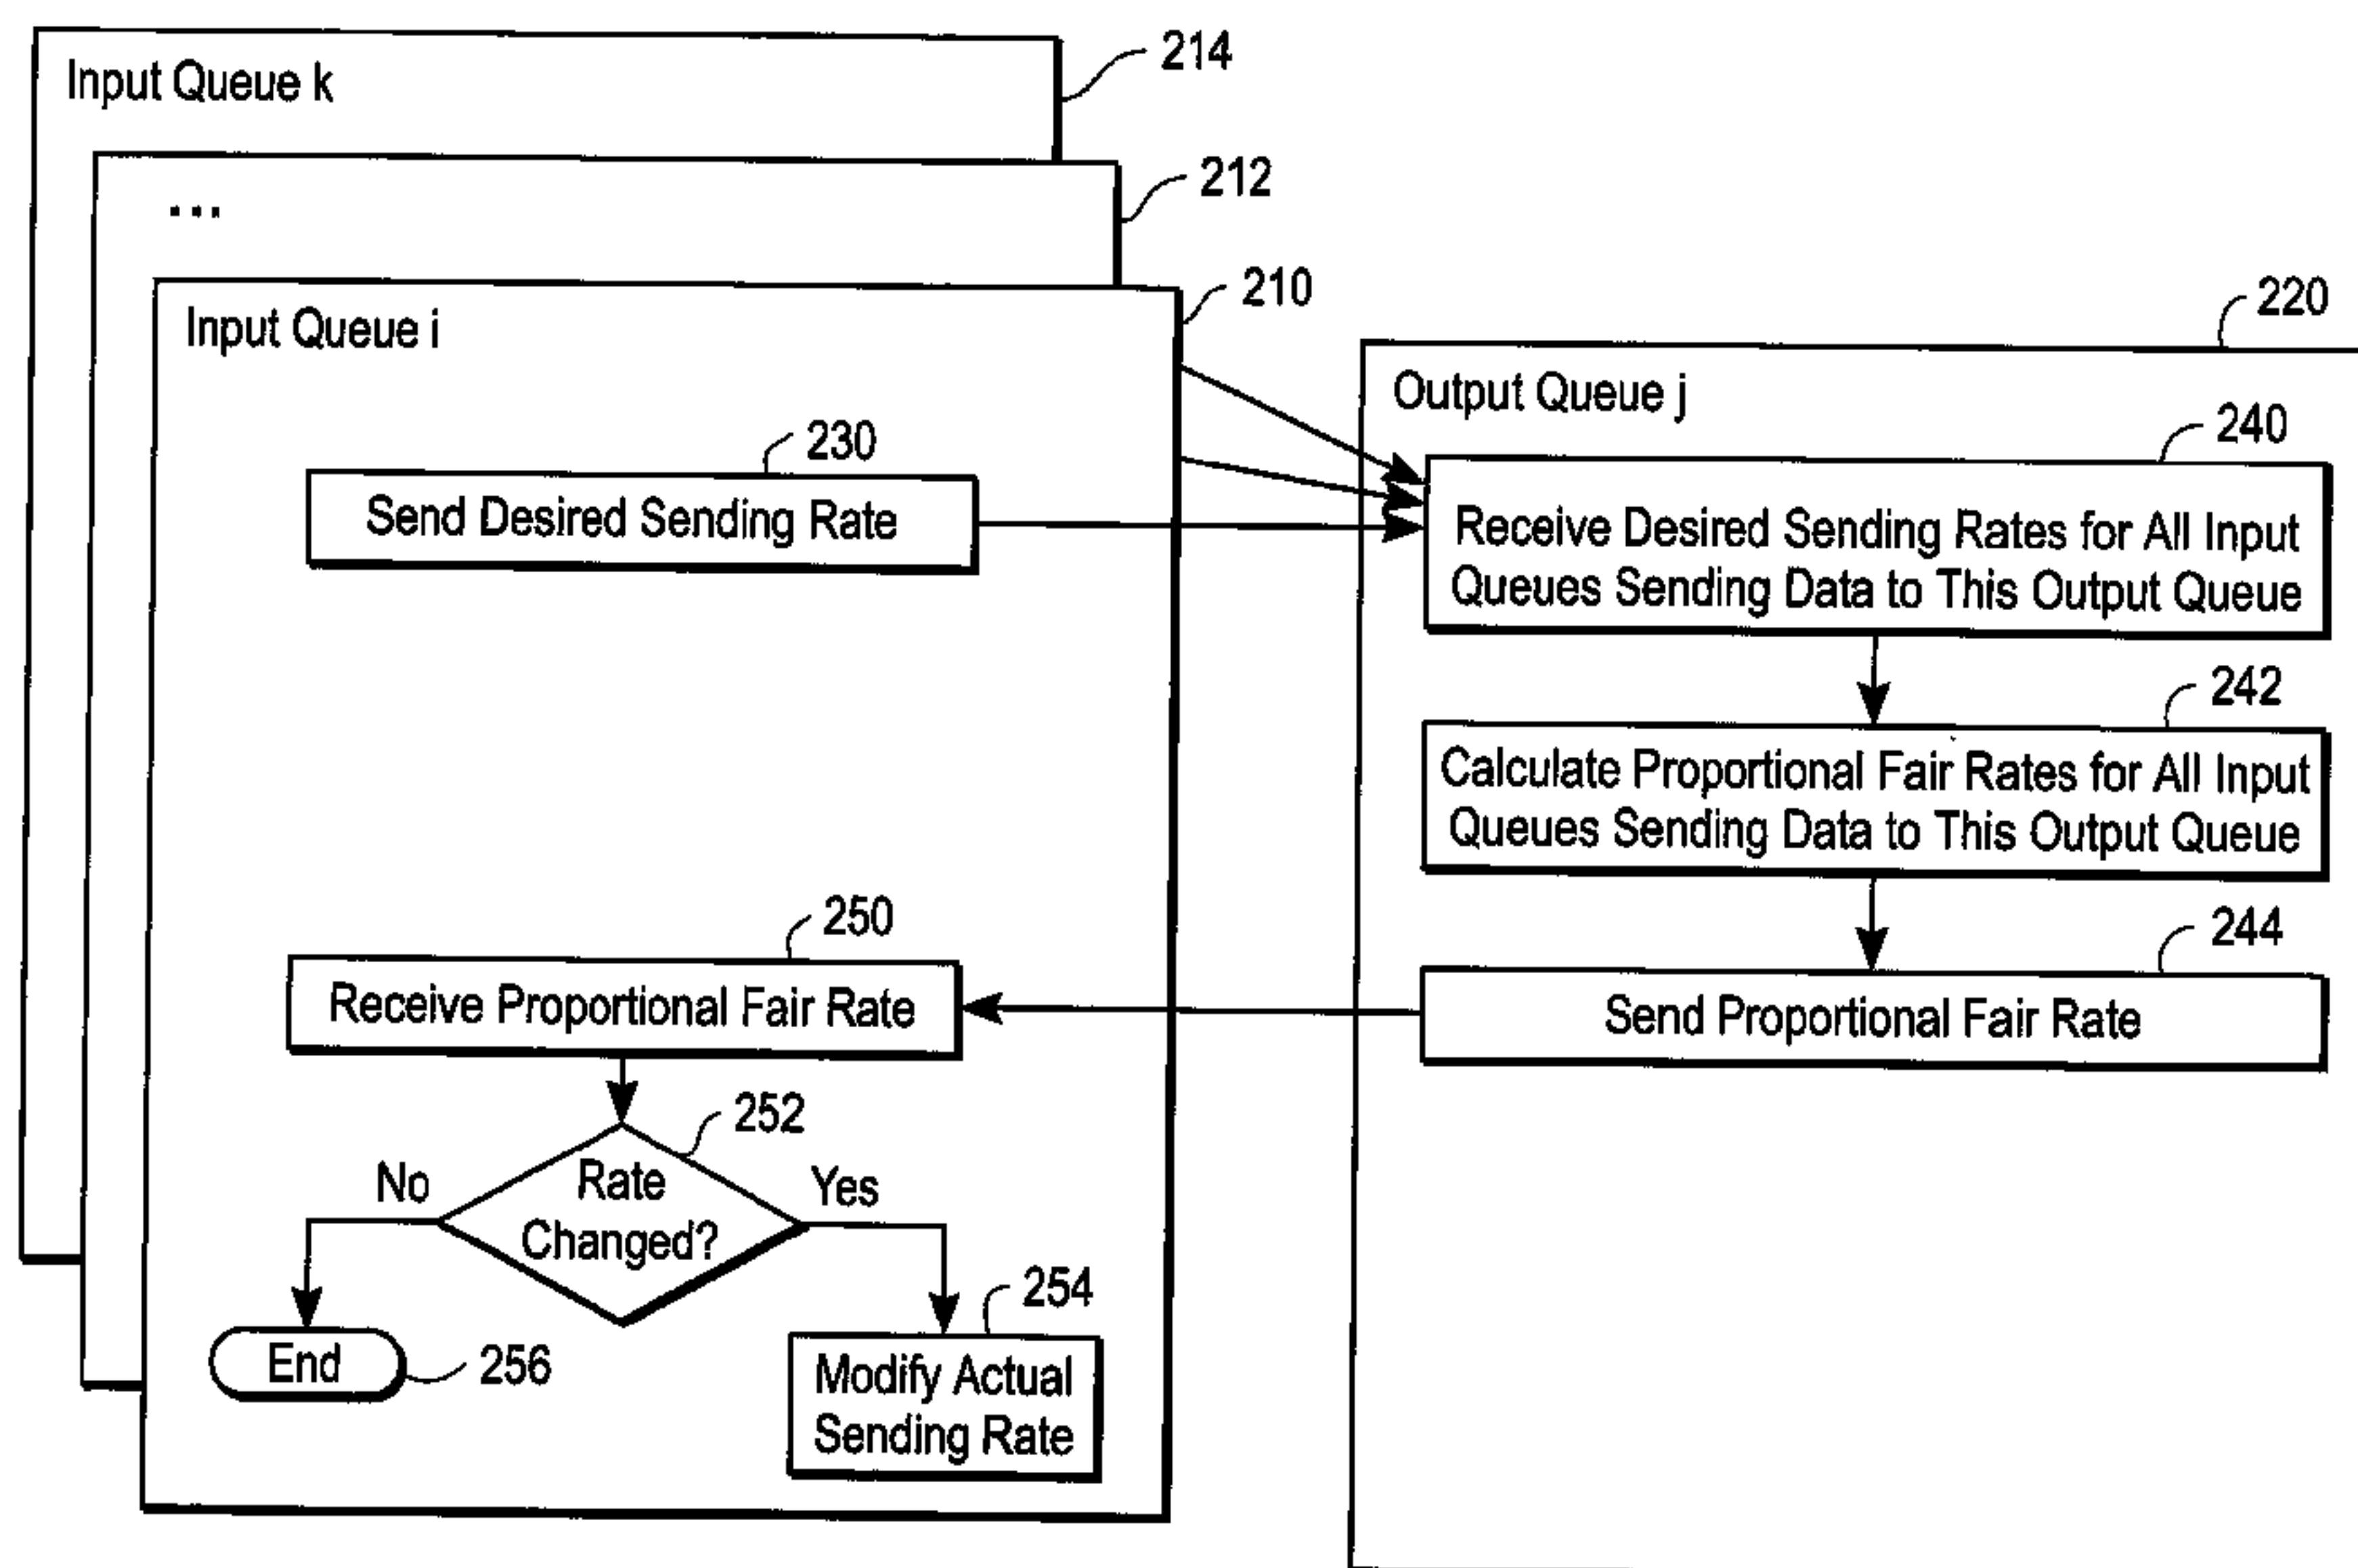 Input Queue k
214
...
212
210
Input Queue i
220
Output Queue j
230
Send Desired Sending Rate
240
Receive Desired Sending Rates for All Input
Queues Sending Data to This Output Queue
242
Calculate Proportional Fair Rates for All Input
Queues Sending Data to This Output Queue
250
Receive Proportional Fair Rate
244
Send Proportional Fair Rate
252
No
Rate
Changed?
Yes
254
End
256
Modify Actual
Sending Rate